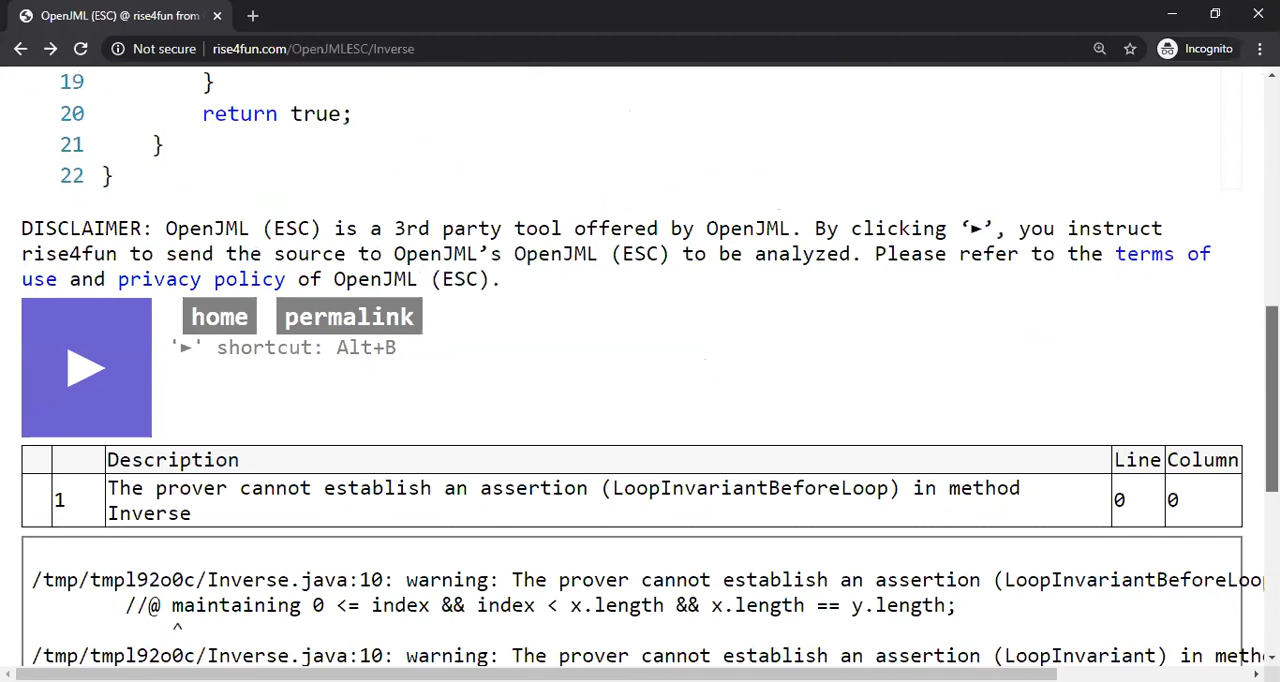 OpenJML (ESC) @ rise4fun from
Not secure
rise4fun.com/OpenJMLESC/Inverse
Incognito
19 }
20 return true;
21 }
22 }
DISCLAIMER: OpenJML (ESC) is a 3rd party tool offered by OpenJML. By clicking ‘►’, you instruct
rise4fun to send the source to OpenJML’s OpenJML (ESC) to be analyzed. Please refer to the terms of
use and privacy policy of OpenJML (ESC).
home permalink
'►' shortcut: Alt+B
Description Line Column
1 The prover cannot establish an assertion (LoopInvariantBeforeLoop) in method 0 0
Inverse
/tmp/tmpl92o0c/Inverse.java:10: warning: The prover cannot establish an assertion (LoopInvariantBeforeLoop
//@ maintaining 0 <= index && index < x.length && x.length == y.length;
^
/tmp/tmpl92o0c/Inverse.java:10: warning: The prover cannot establish an assertion (LoopInvariant) in meth